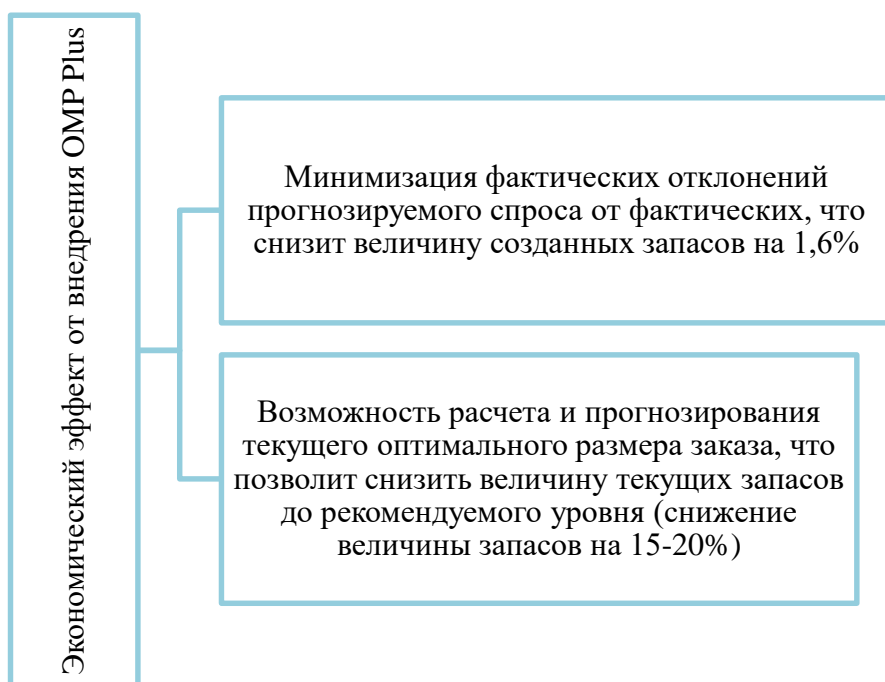 Экономический эффект от внедрения OMP Plus
Минимизация фактических отклонений
прогнозируемого спроса от фактических, что
снизит величину созданных запасов на 1,6%
Возможность расчета и прогнозирования
текущего оптимального размера заказа, что
позволит снизить величину текущих запасов
до рекомендуемого уровня (снижение
величины запасов на 15-20%)